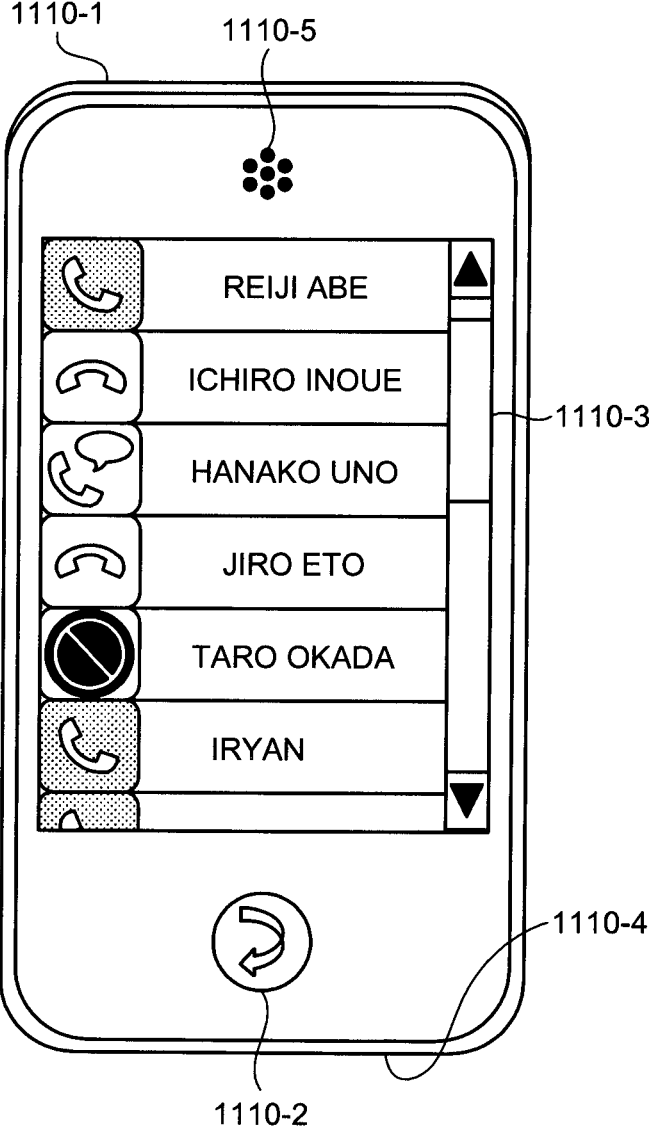 1110-1
1110-5
REIJI ABE
ICHIRO INOUE
1110-3
HANAKO UNO
JIRO ETO
TARO OKADA
IRYAN
1110-4
1110-2